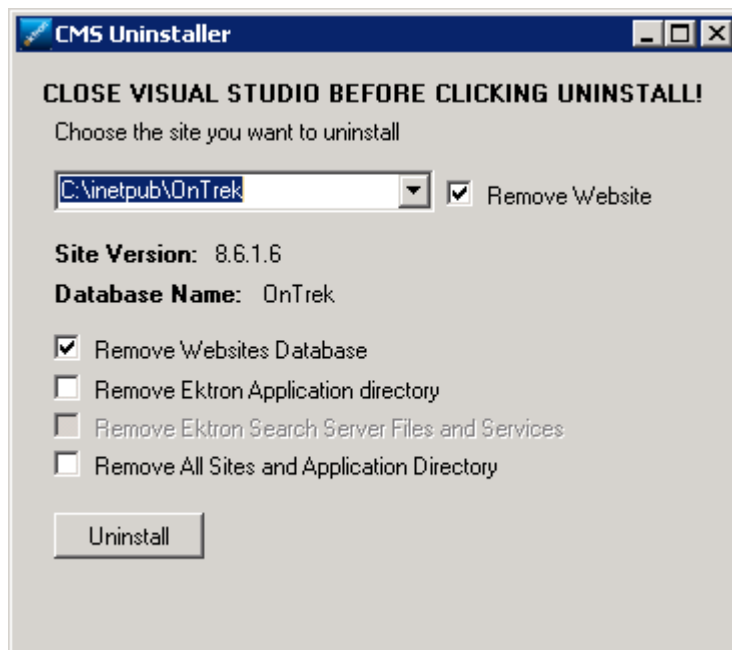 CMS Uninstaller
CLOSE VISUAL STUDIO BEFORE CLICKING UNINSTALL!
Choose the site you want to uninstall
C:\inetpub\OnTrek Remove Website
Site Version: 8.6.1.6
Database Name: OnTrek
Remove Websites Database
Remove Ektron Application directory
Remove Ektron Search Server Files and Services
Remove All Sites and Application Directory
Uninstall